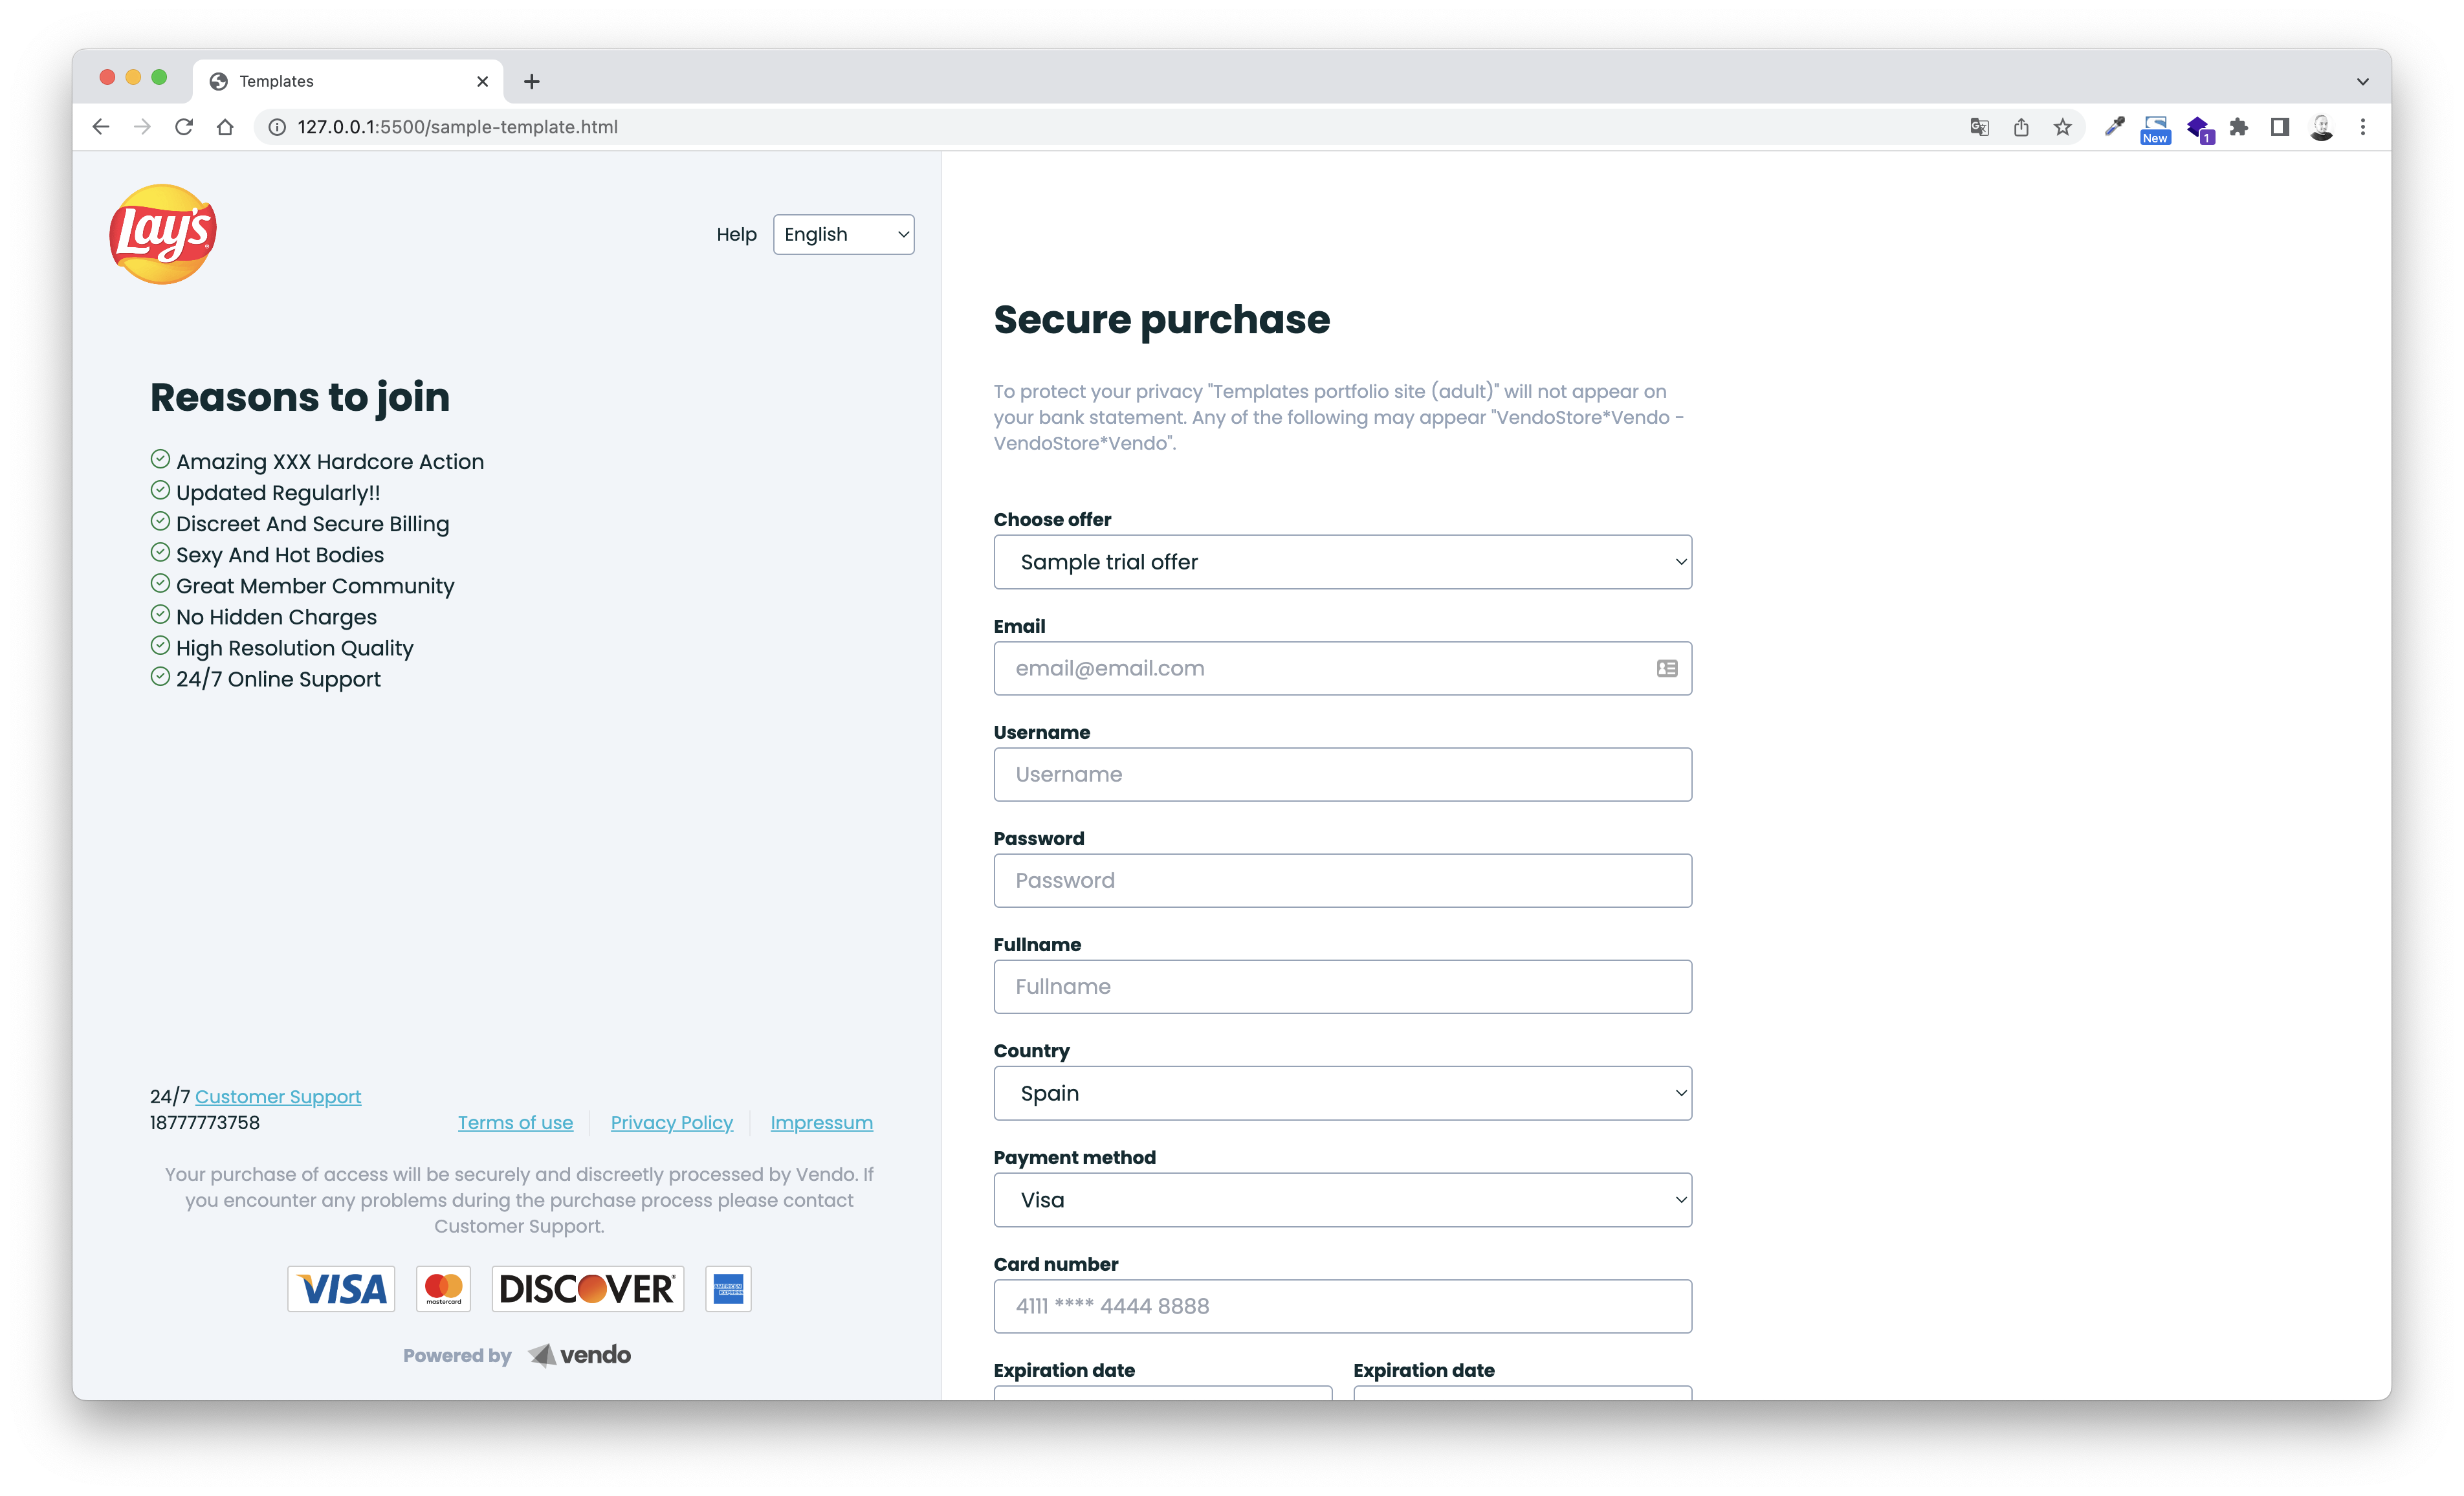 Templates
127.0.0.1:5500/sample-template.html
New
1
Lay's
Help
English
Reasons to join
Amazing XXX Hardcore Action
Updated Regularly!!
Discreet And Secure Billing
Sexy And Hot Bodies
Great Member Community
No Hidden Charges
High Resolution Quality
24/7 Online Support
24/7 Customer Support
18777773758
Terms of use
Privacy Policy
Impressum
Your purchase of access will be securely and discreetly processed by Vendo. If
you encounter any problems during the purchase process please contact
Customer Support.
VISA
mastercard
DISCOVER
AMERICAN
EXPRESS
Powered by
vendo
Secure purchase
To protect your privacy "Templates portfolio site (adult)" will not appear on
your bank statement. Any of the following may appear "VendoStore*Vendo -
VendoStore*Vendo".
Choose offer
Sample trial offer
Email
email@email.com
Username
Username
Password
Password
Fullname
Fullname
Country
Spain
Payment method
Visa
Card number
4111 **** 4444 8888
Expiration date
Expiration date